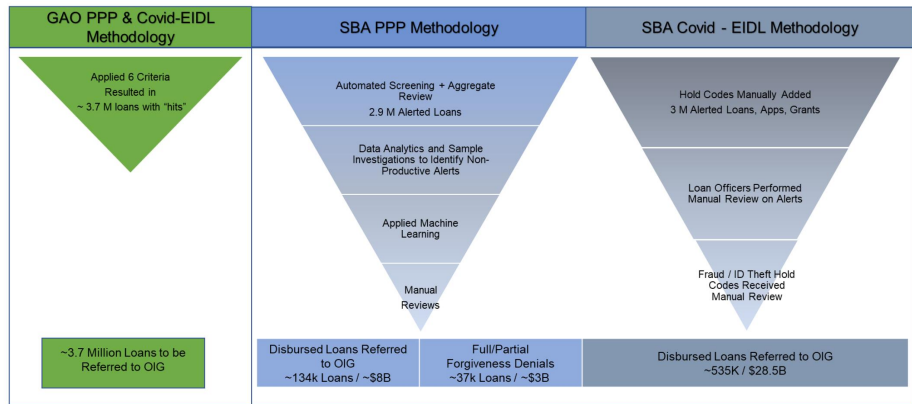 GAO PPP & Covid-EIDL
Methodology
Applied 6 Criteria
Resulted in
~ 3.7 M loans with “hits”
~3.7 Million Loans to be
Referred to OIG
SBA PPP Methodology
Automated Screening + Aggregate
Review
2.9 M Alerted Loans
Data Analytics and Sample
Investigations to Identify Non-
Productive Alerts
Applied Machine
Learning
Manual
Reviews
Disbursed Loans Referred
to OIG
~134k Loans / ~$8B
Full/Partial
Forgiveness Denials
~37k Loans / ~$3B
SBA Covid - EIDL Methodology
Hold Codes Manually Added
3 M Alerted Loans, Apps, Grants
Loan Officers Performed
Manual Review on Alerts
Fraud / ID Theft Hold
Codes Received
Manual Review
Disbursed Loans Referred to OIG
~535K / $28.5B